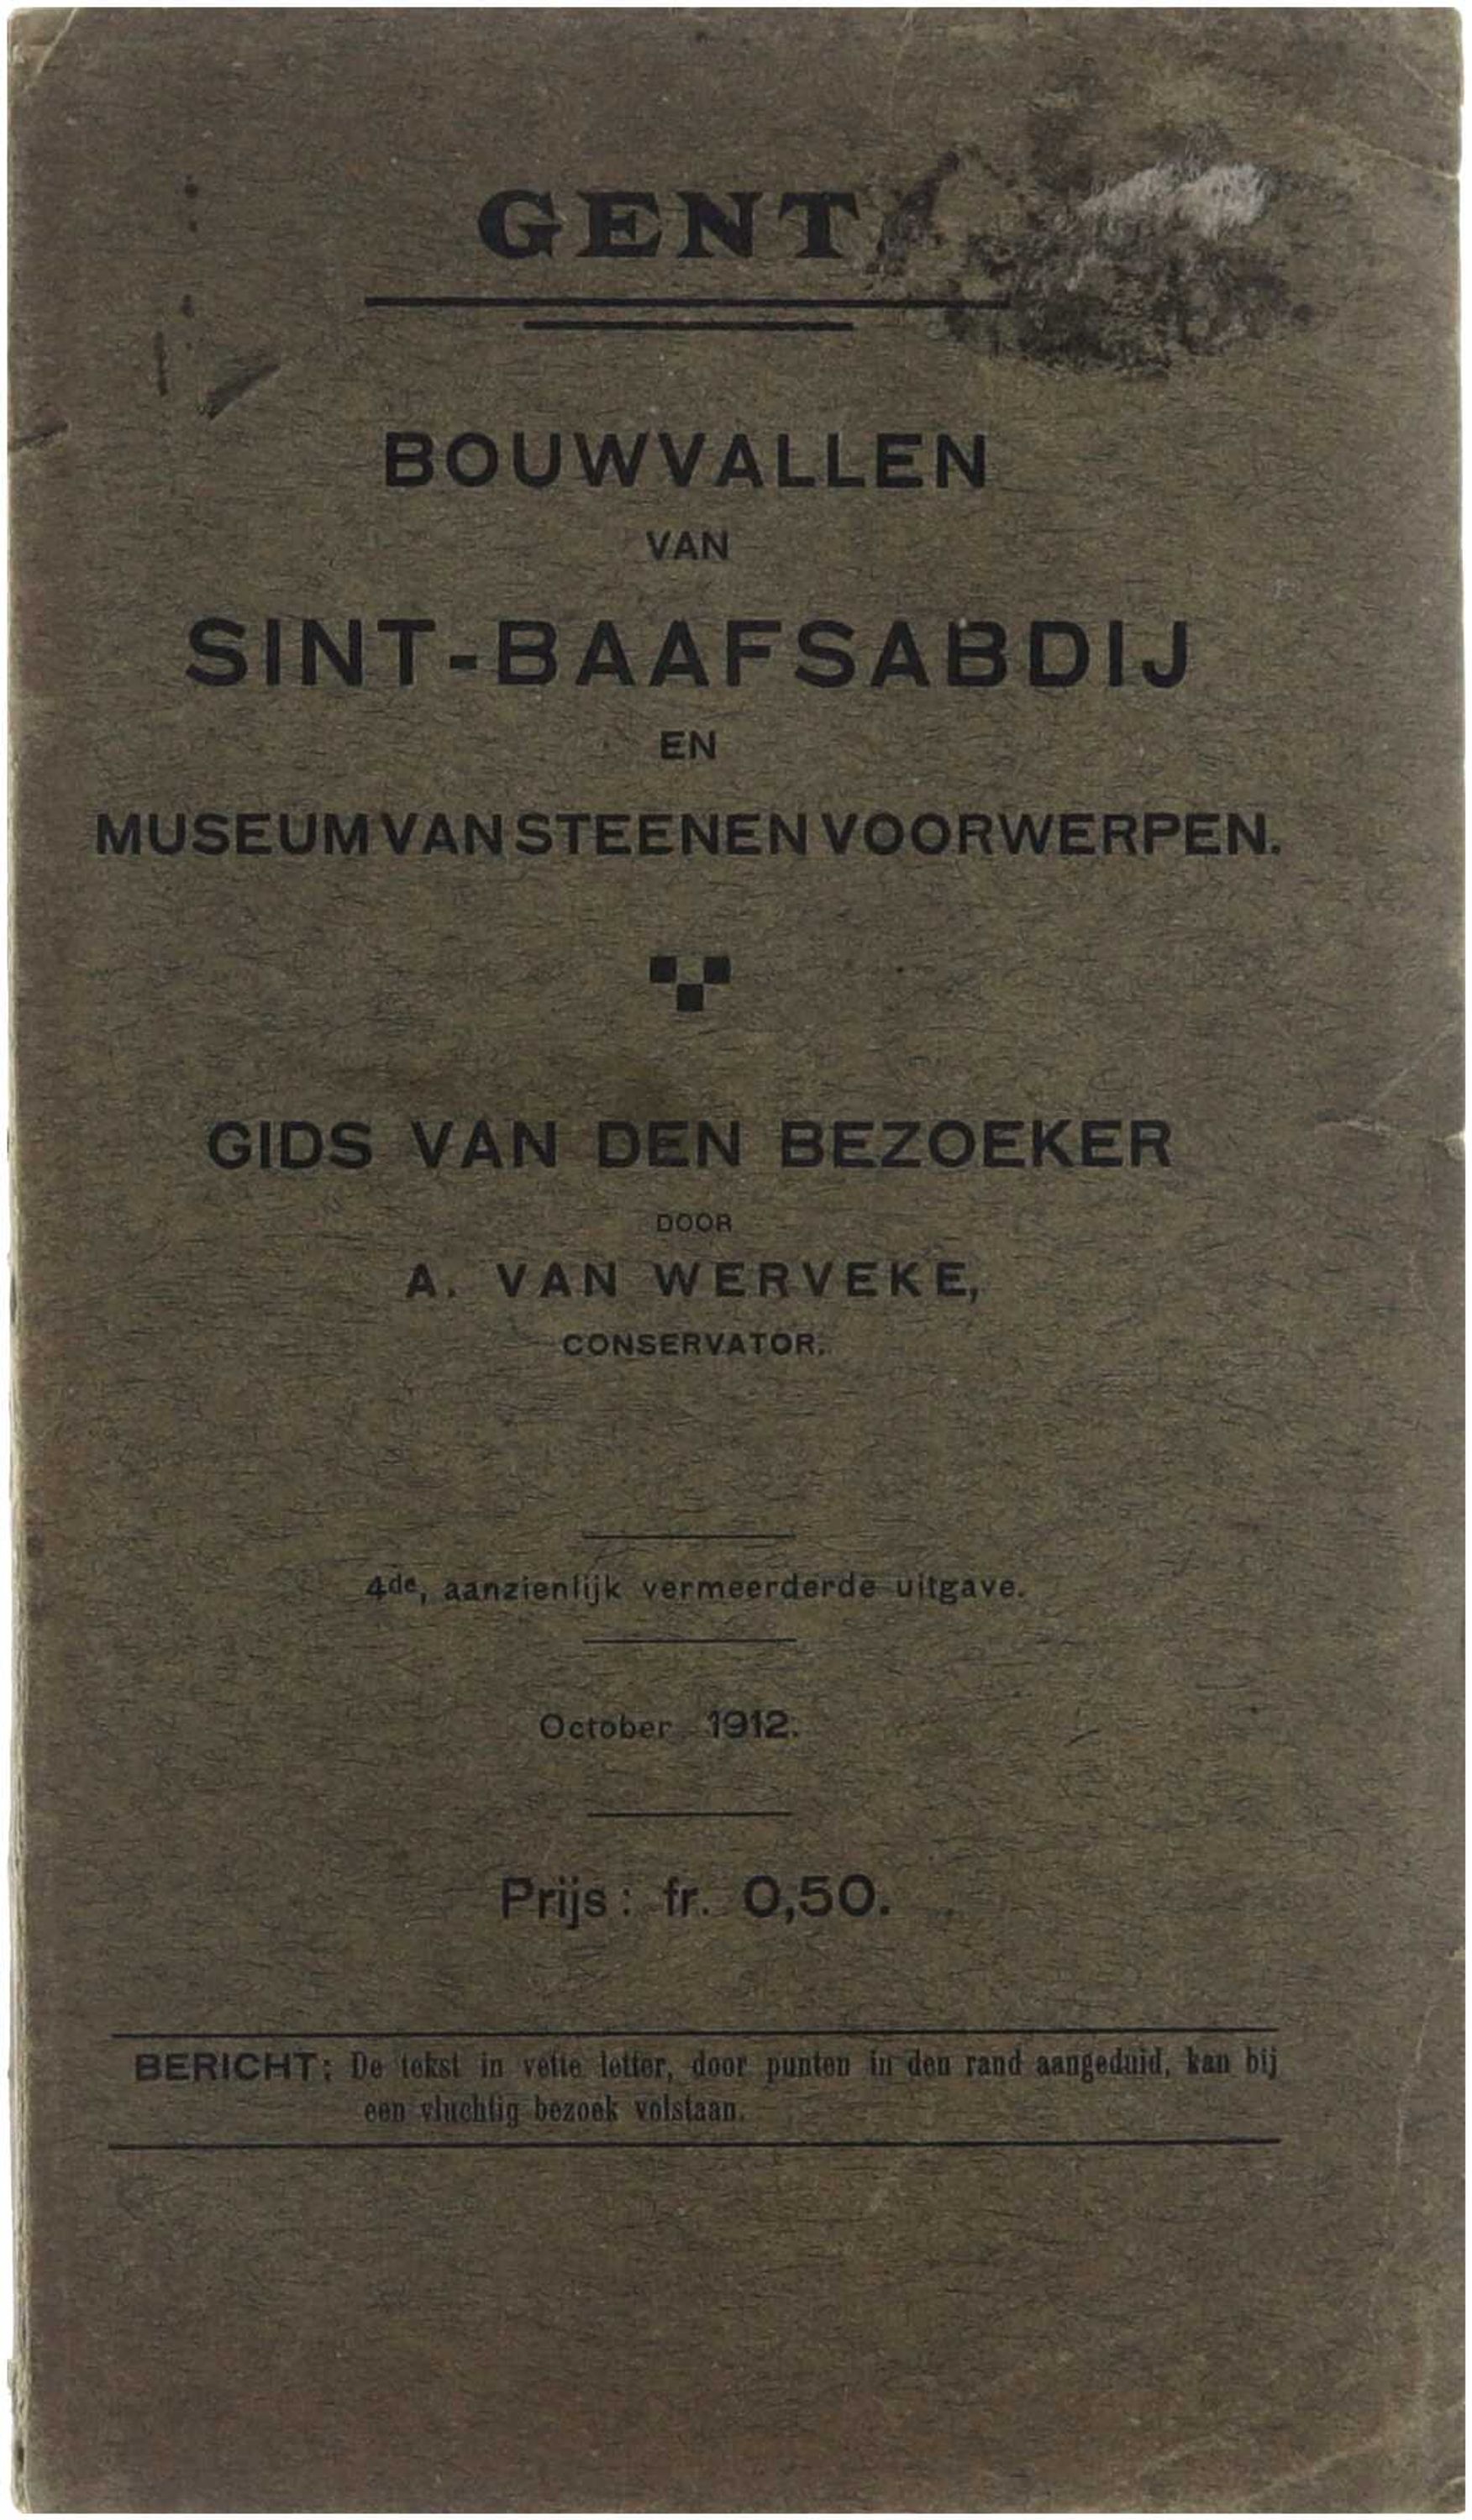 GENT
BOUWVALLEN
VAN
SINT-BAAFSABDIJ
EN
MUSEUM VAN STEENEN VOORWERPEN.
GIDS VAN DEN BEZOEKER
DOOR
A. VAN WERVEKE,
CONSERVATOR.
4de, aanzienlijk vermeerderde uitgave.
October 1912.
Prijs: fr. 0,50.
BERICHT: De tekst in vette letter, door punten in den rand aangeduid, kan bij
een vluchtig bezoek volstaan.